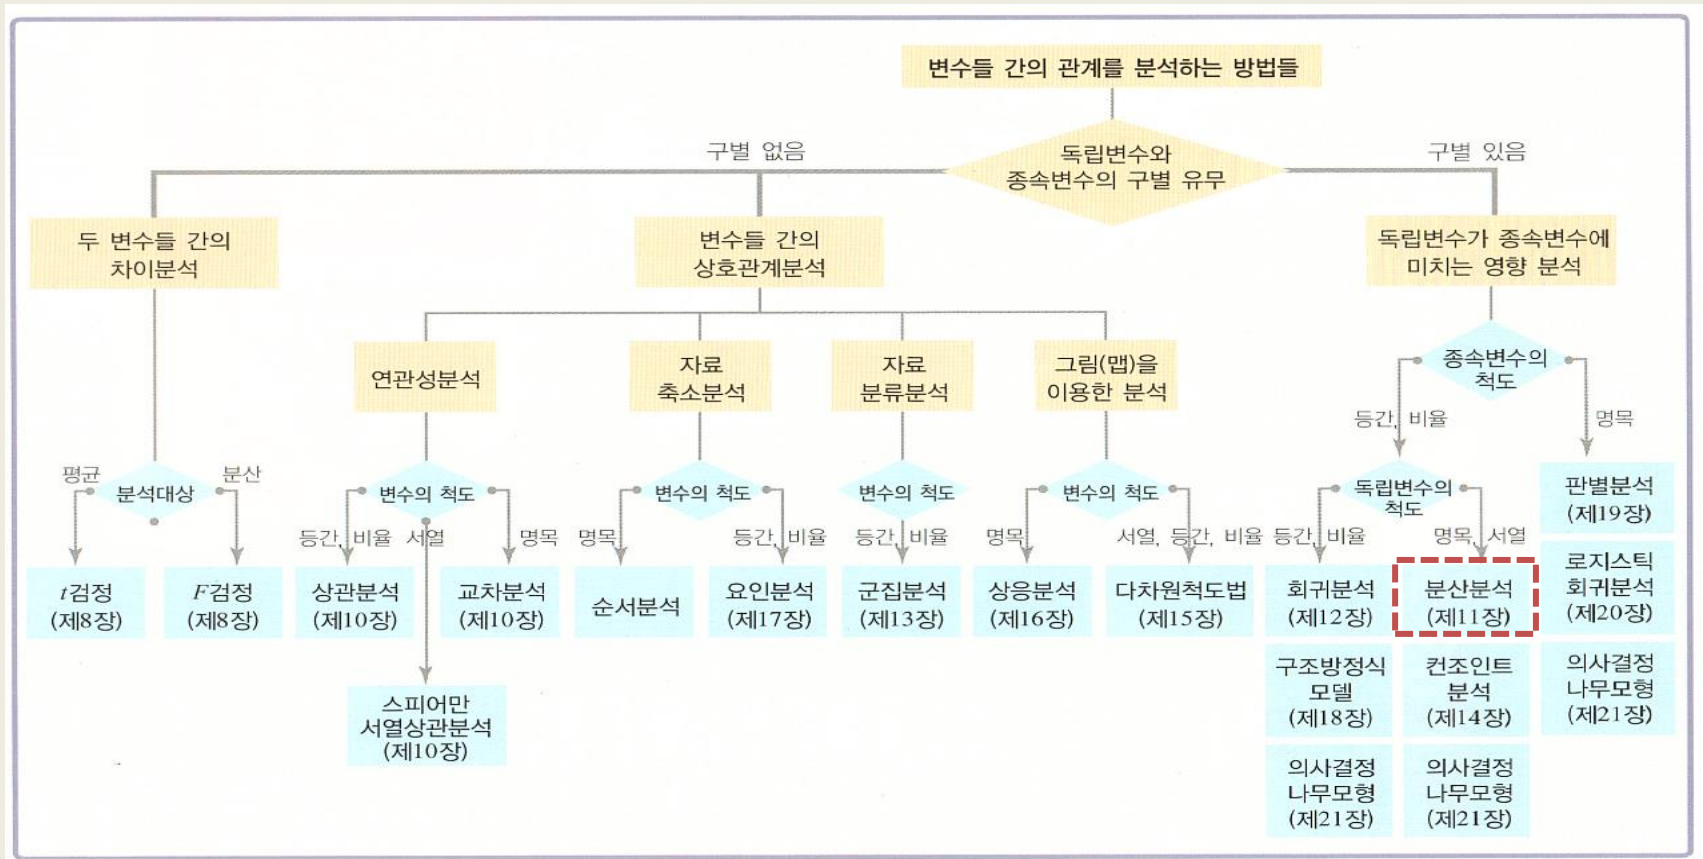 변수들 간의 관계를 분석하는 방법들
구별 없음
독립변수와
종속변수의 구별 유무
구별 있음
두 변수들 간의
차이분석
변수들 간의
상호관계분석
독립변수가 종속변수에
미치는 영향 분석
연관성분석
자료
축소분석
자료
분류분석
그림(맵)을
이용한 분석
종속변수의
척도
등간, 비율
명목
평균
분석대상
분산
변수의 척도
등간, 비율
서열
명목
변수의 척도
명목
등간, 비율
변수의 척도
등간, 비율
변수의 척도
명목
서열, 등간, 비율
독립변수의
척도
등간, 비율
명목, 서열
t검정
(제8장)
F검정
(제8장)
상관분석
(제10장)
교차분석
(제10장)
순서분석
요인분석
(제17장)
군집분석
(제13장)
상응분석
(제16장)
다차원척도법
(제15장)
회귀분석
(제12장)
분산분석
(제11장)
판별분석
(제19장)
로지스틱
회귀분석
(제20장)
스피어만
서열상관분석
(제10장)
구조방정식
모델
(제18장)
컨조인트
분석
(제14장)
의사결정
나무모형
(제21장)
의사결정
나무모형
(제21장)
의사결정
나무모형
(제21장)